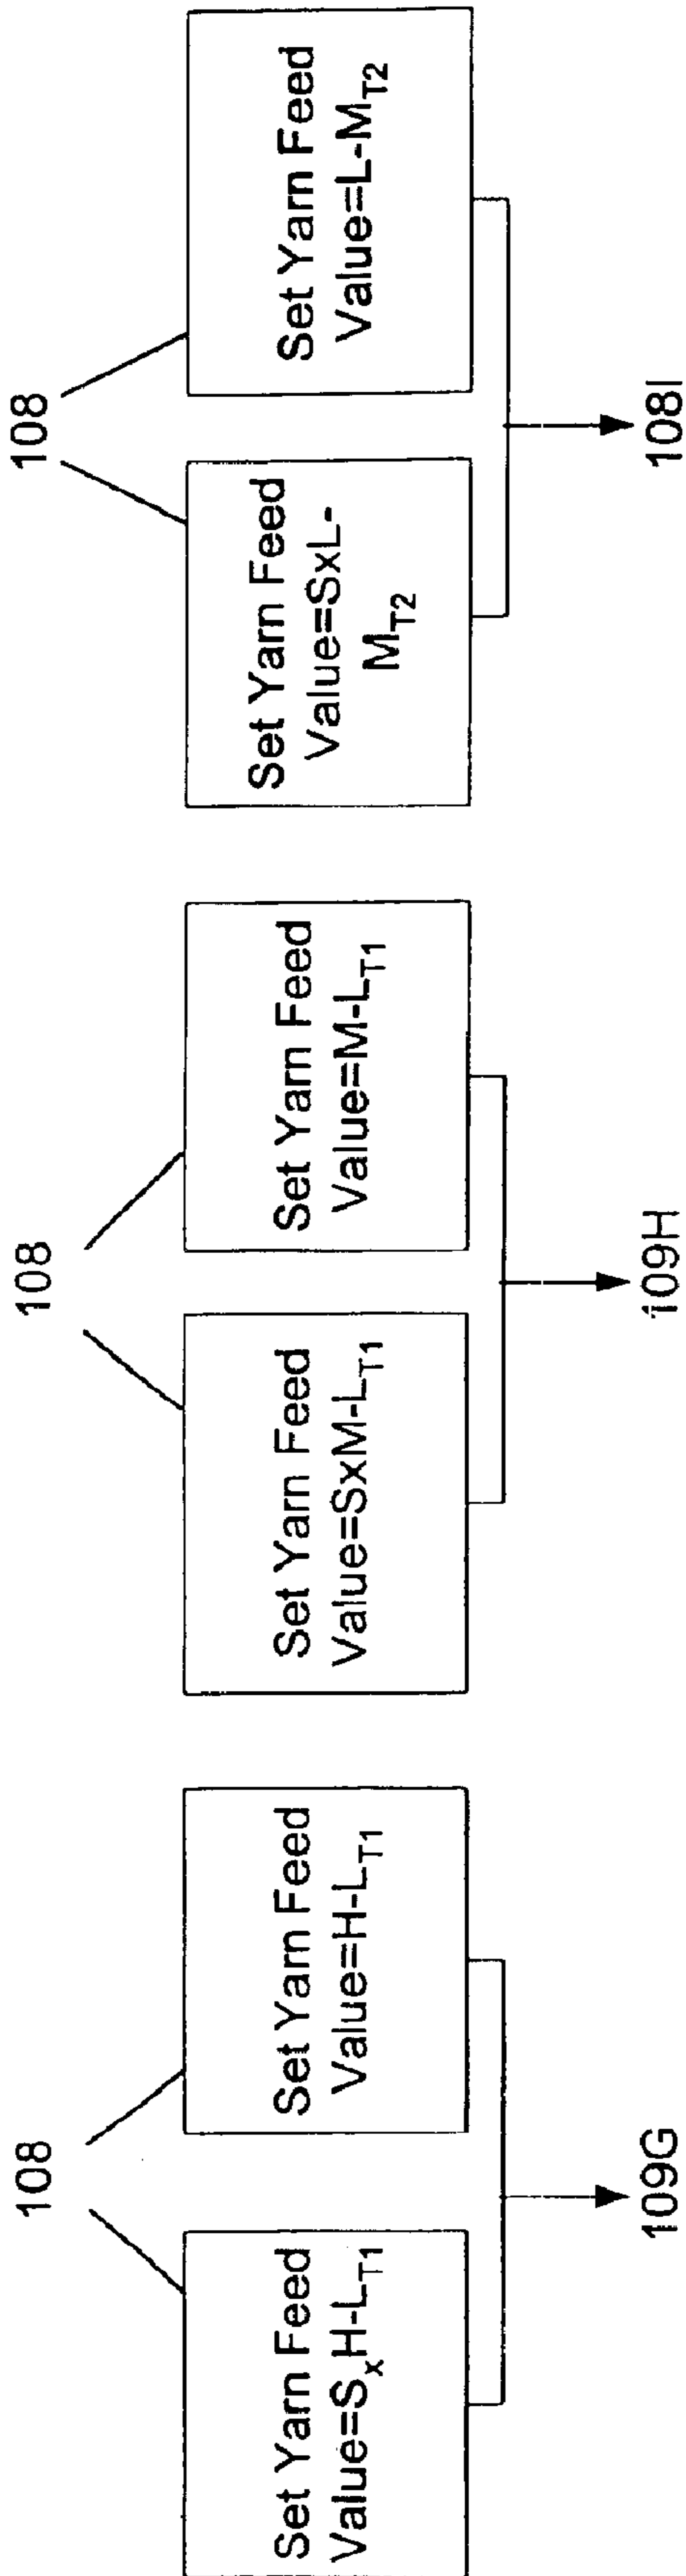 108
Set Yarn Feed
Value=SxH-LT1
Set Yarn Feed
Value=H-LT1
109G
108
Set Yarn Feed
Value=SxM-LT1
Set Yarn Feed
Value=M-LT1
109H
108
Set Yarn Feed
Value=SxL-
MT2
Set Yarn Feed
Value=L-MT2
108I